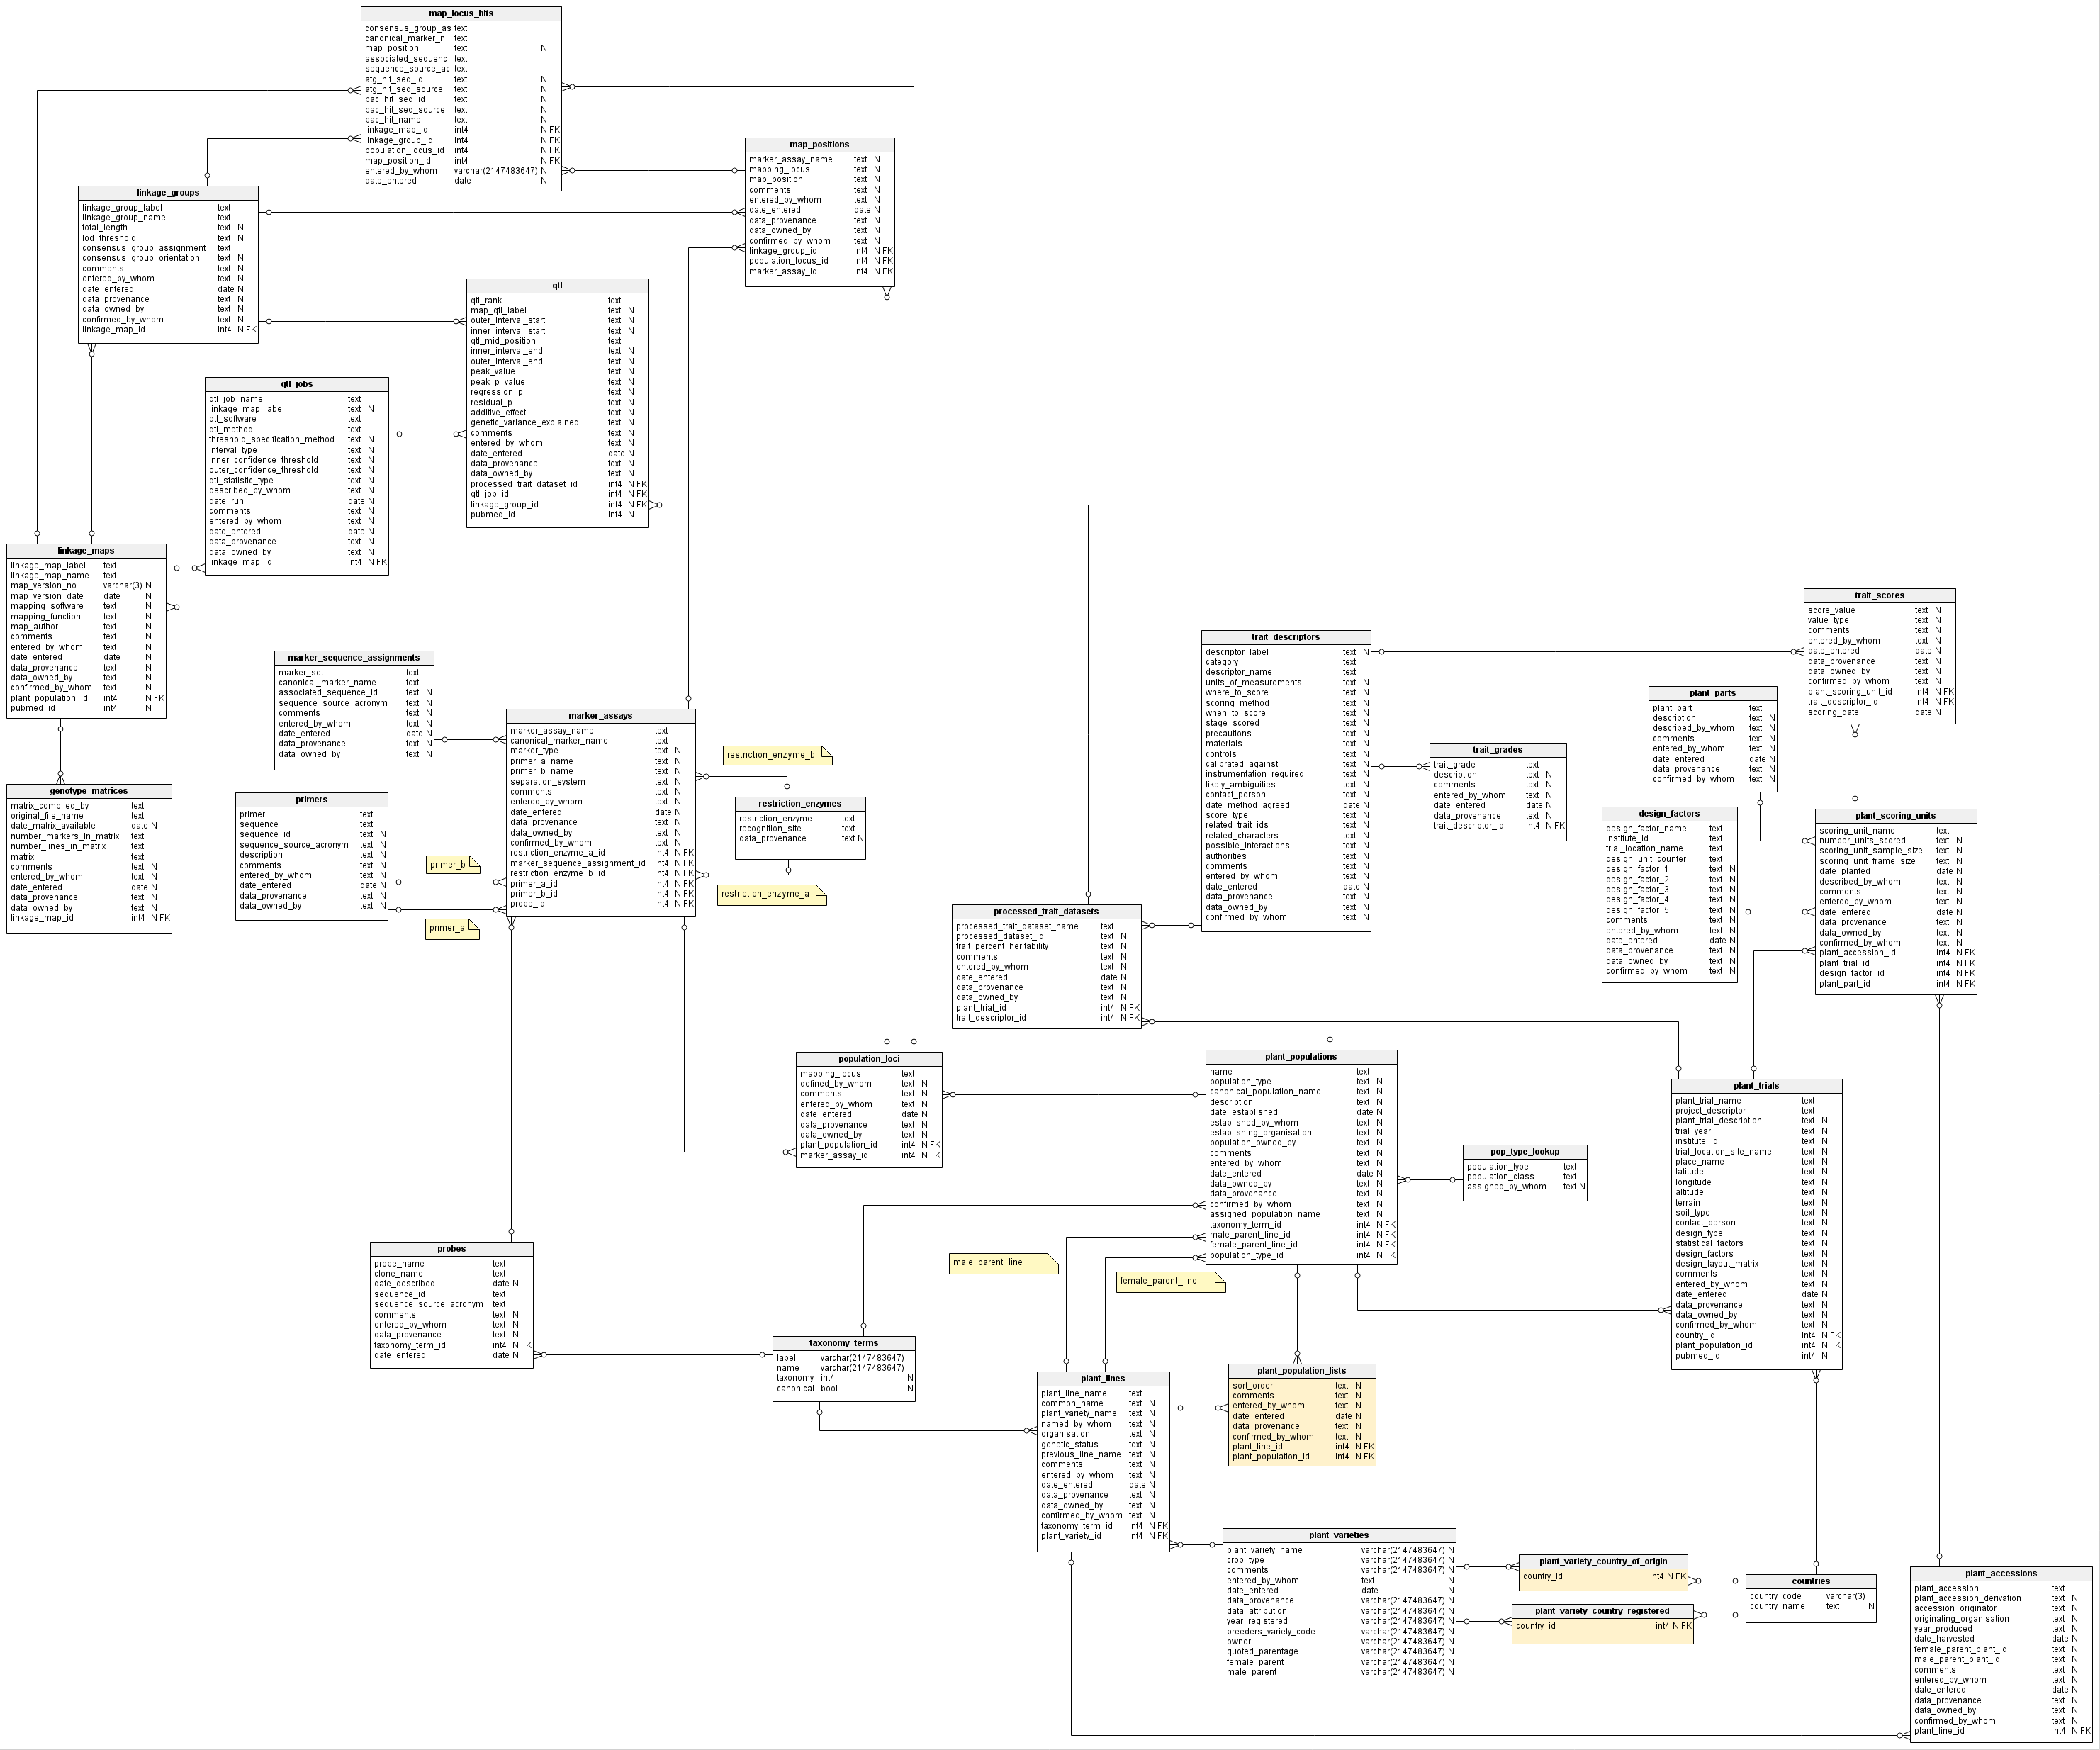 map_locus_hits
consensus_group_as text
canonical_marker_n text
map_position text N
associated_sequenc text
sequence_source_ac text
atg_hit_seq_id text N
atg_hit_seq_source text N
bac_hit_seq_id text N
bac_hit_seq_source text N
bac_hit_name text N
linkage_map_id int4 N FK
linkage_group_id int4 N FK
population_locus_id int4 N FK
map_position_id int4 N FK
entered_by_whom varchar(2147483647) N
date_entered date N
map_positions
marker_assay_name text N
mapping_locus text N
map_position text N
comments text N
entered_by_whom text N
date_entered date N
data_provenance text N
data_owned_by text N
confirmed_by_whom text N
linkage_group_id int4 N FK
population_locus_id int4 N FK
marker_assay_id int4 N FK
linkage_groups
linkage_group_label text
linkage_group_name text
total_length text N
lod_threshold text N
consensus_group_assignment text
consensus_group_orientation text N
comments text N
entered_by_whom text N
date_entered date N
data_provenance text N
data_owned_by text N
confirmed_by_whom text N
linkage_map_id int4 N FK
qtl
qtl_rank text
map_qtl_label text N
outer_interval_start text N
inner_interval_start text N
qtl_mid_position text
inner_interval_end text N
outer_interval_end text N
peak_value text N
peak_p_value text N
regression_p text N
residual_p text N
additive_effect text N
genetic_variance_explained text N
comments text N
entered_by_whom text N
date_entered date N
data_provenance text N
data_owned_by text N
processed_trait_dataset_id int4 N FK
qtl_job_id int4 N FK
linkage_group_id int4 N FK
pubmed_id int4 N
qtl_jobs
qtl_job_name text
linkage_map_label text N
qtl_software text
qtl_method text
threshold_specification_method text N
interval_type text N
inner_confidence_threshold text N
outer_confidence_threshold text N
qtl_statistic_type text N
described_by_whom text N
date_run date N
comments text N
entered_by_whom text N
date_entered date N
data_provenance text N
data_owned_by text N
linkage_map_id int4 N FK
linkage_maps
linkage_map_label text
linkage_map_name text
map_version_no varchar(3) N
map_version_date date N
mapping_software text N
mapping_function text N
map_author text N
comments text N
entered_by_whom text N
date_entered date N
data_provenance text N
data_owned_by text N
confirmed_by_whom text N
plant_population_id int4 N FK
pubmed_id int4 N
trait_scores
score_value text N
value_type text N
comments text N
entered_by_whom text N
date_entered date N
data_provenance text N
data_owned_by text N
confirmed_by_whom text N
plant_scoring_unit_id int4 N FK
trait_descriptor_id int4 N FK
scoring_date date N
trait_descriptors
descriptor_label text N
category text
descriptor_name text
units_of_measurements text N
where_to_score text N
scoring_method text N
when_to_score text N
stage_scored text N
precautions text N
materials text N
controls text N
calibrated_against text N
instrumentation_required text N
likely_ambiguities text N
contact_person text N
date_method_agreed date N
score_type text N
related_trait_ids text N
related_characters text N
possible_interactions text N
authorities text N
comments text N
entered_by_whom text N
date_entered date N
data_provenance text N
data_owned_by text N
confirmed_by_whom text N
marker_sequence_assignments
marker_set text
canonical_marker_name text
associated_sequence_id text N
sequence_source_acronym text N
comments text N
entered_by_whom text N
date_entered date N
data_provenance text N
data_owned_by text N
marker_assays
marker_assay_name text
canonical_marker_name text
marker_type text N
primer_a_name text N
primer_b_name text N
separation_system text N
comments text N
entered_by_whom text N
date_entered date N
data_provenance text N
data_owned_by text N
confirmed_by_whom text N
restriction_enzyme_a_id int4 N FK
marker_sequence_assignment_id int4 N FK
restriction_enzyme_b_id int4 N FK
primer_a_id int4 N FK
primer_b_id int4 N FK
probe_id int4 N FK
restriction_enzyme_b
restriction_enzymes
restriction_enzyme text
recognition_site text
data_provenance text N
restriction_enzyme_a
plant_parts
plant_part text
description text N
described_by_whom text N
comments text N
entered_by_whom text N
date_entered date N
data_provenance text N
confirmed_by_whom text N
trait_grades
trait_grade text
description text N
comments text N
entered_by_whom text N
date_entered date N
data_provenance text N
trait_descriptor_id int4 N FK
genotype_matrices
matrix_compiled_by text
original_file_name text
date_matrix_available date N
number_markers_in_matrix text
number_lines_in_matrix text
matrix text
comments text N
entered_by_whom text N
date_entered date N
data_provenance text N
data_owned_by text N
linkage_map_id int4 N FK
primers
primer text
sequence text
sequence_id text N
sequence_source_acronym text N
description text N
comments text N
entered_by_whom text N
date_entered date N
data_provenance text N
data_owned_by text N
primer_b
primer_a
design_factors
design_factor_name text
institute_id text
trial_location_name text
design_unit_counter text
design_factor_1 text N
design_factor_2 text N
design_factor_3 text N
design_factor_4 text N
design_factor_5 text N
comments text N
entered_by_whom text N
date_entered date N
data_provenance text N
data_owned_by text N
confirmed_by_whom text N
plant_scoring_units
scoring_unit_name text
number_units_scored text N
scoring_unit_sample_size text N
scoring_unit_frame_size text N
date_planted date N
described_by_whom text N
comments text N
entered_by_whom text N
date_entered date N
data_provenance text N
data_owned_by text N
confirmed_by_whom text N
plant_accession_id int4 N FK
plant_trial_id int4 N FK
design_factor_id int4 N FK
plant_part_id int4 N FK
processed_trait_datasets
processed_trait_dataset_name text
processed_dataset_id text N
trait_percent_heritability text N
comments text N
entered_by_whom text N
date_entered date N
data_provenance text N
data_owned_by text N
plant_trial_id int4 N FK
trait_descriptor_id int4 N FK
population_loci
mapping_locus text
defined_by_whom text N
comments text N
entered_by_whom text N
date_entered date N
data_provenance text N
data_owned_by text N
plant_population_id int4 N FK
marker_assay_id int4 N FK
plant_populations
name text
population_type text N
canonical_population_name text N
description text N
date_established date N
established_by_whom text N
establishing_organisation text N
population_owned_by text N
comments text N
entered_by_whom text N
date_entered date N
data_owned_by text N
data_provenance text N
confirmed_by_whom text N
assigned_population_name text N
taxonomy_term_id int4 N FK
male_parent_line_id int4 N FK
female_parent_line_id int4 N FK
population_type_id int4 N FK
pop_type_lookup
population_type text
population_class text
assigned_by_whom text N
plant_trials
plant_trial_name text
project_descriptor text
plant_trial_description text N
trial_year text N
institute_id text N
trial_location_site_name text N
place_name text N
latitude text N
longitude text N
altitude text N
terrain text N
soil_type text N
contact_person text N
design_type text N
statistical_factors text N
design_factors text N
design_layout_matrix text N
comments text N
entered_by_whom text N
date_entered date N
data_provenance text N
data_owned_by text N
confirmed_by_whom text N
country_id int4 N FK
plant_population_id int4 N FK
pubmed_id int4 N
probes
probe_name text
clone_name text
date_described date N
sequence_id text
sequence_source_acronym text
comments text N
entered_by_whom text N
data_provenance text N
taxonomy_term_id int4 N FK
date_entered date N
male_parent_line
female_parent_line
taxonomy_terms
label varchar(2147483647)
name varchar(2147483647)
taxonomy int4 N
canonical bool N
plant_lines
plant_line_name text
common_name text N
plant_variety_name text N
named_by_whom text N
organisation text N
genetic_status text N
previous_line_name text N
comments text N
entered_by_whom text N
date_entered date N
data_provenance text N
data_owned_by text N
confirmed_by_whom text N
taxonomy_term_id int4 N FK
plant_variety_id int4 N FK
plant_population_lists
sort_order text N
comments text N
entered_by_whom text N
date_entered date N
data_provenance text N
confirmed_by_whom text N
plant_line_id int4 N FK
plant_population_id int4 N FK
plant_varieties
plant_variety_name varchar(2147483647) N
crop_type varchar(2147483647) N
comments varchar(2147483647) N
entered_by_whom text N
date_entered date N
data_provenance varchar(2147483647) N
data_attribution varchar(2147483647) N
year_registered varchar(2147483647) N
breeders_variety_code varchar(2147483647) N
owner varchar(2147483647) N
quoted_parentage varchar(2147483647) N
female_parent varchar(2147483647) N
male_parent varchar(2147483647) N
plant_variety_country_of_origin
country_id int4 N FK
plant_variety_country_registered
country_id int4 N FK
countries
country_code varchar(3)
country_name text N
plant_accessions
plant_accession text
plant_accession_derivation text N
accession_originator text N
originating_organisation text N
year_produced text N
date_harvested date N
female_parent_plant_id text N
male_parent_plant_id text N
comments text N
entered_by_whom text N
date_entered date N
data_provenance text N
data_owned_by text N
confirmed_by_whom text N
plant_line_id int4 N FK